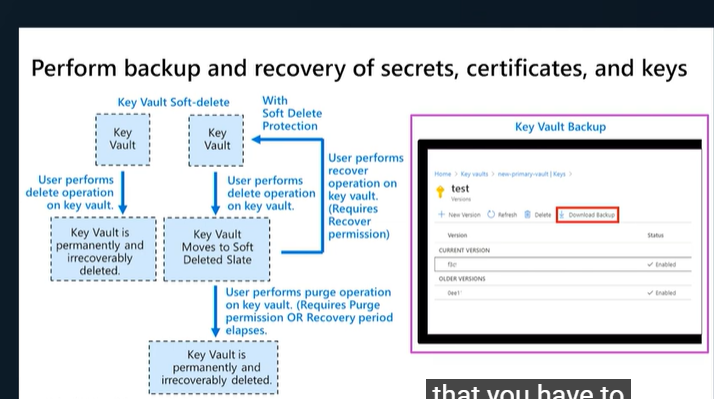 Perform backup and recovery of secrets, certificates, and keys
Key Vault Soft-delete
With
Soft Delete
Protection
Key
Vault
Key
Vault
User performs
delete operation
on key vault.
User performs
delete operation
on key vault.
User performs
recover
operation on
key vault.
(Requires
Recover
permission)
Key Vault is
permanently and
irrecoverably
deleted.
Key Vault
Moves to Soft
Deleted Slate
User performs purge operation
on key vault. (Requires Purge
permission OR Recovery period
elapses.
Key Vault is
permanently and
irrecoverably deleted.
Key Vault Backup
Home > Key vaults > new-primary-vault | Keys >
test
Versions
+ New Version Refresh Delete Download Backup
Version Status
CURRENT VERSION
✓ Enabled
OLDER VERSIONS
✓ Enabled
that you have to